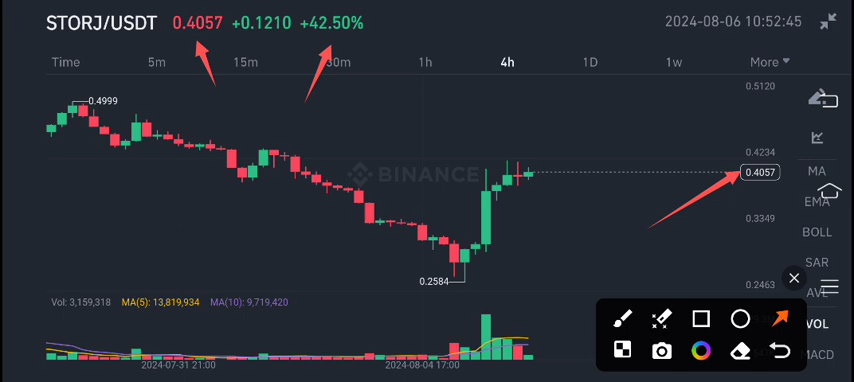 STORJ/USDT 0.4057 +0.1210 +42.50% 2024-08-06 10:52:45
Time 5m 15m 30m 1h 4h 1D 1w More
0.5120
0.4999
0.4234
BINANCE
0.4057
MA
EMA
0.3349
BOLL
SAR
0.2584
0.2463
Vol: 3,159,318 MA(5): 13,819,934 MA(10): 9,719,420
VOL
MACD
2024-07-31 21:00 2024-08-04 17:00